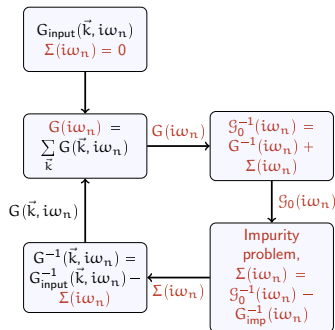 G_input(k⃗, iω_n)
Σ(iω_n) = 0
G(iω_n) =
∑_k⃗ G(k⃗, iω_n)
G(iω_n)
𝒢_0^{-1}(iω_n) =
G^{-1}(iω_n) +
Σ(iω_n)
𝒢_0(iω_n)
Impurity
problem,
Σ(iω_n) =
𝒢_0^{-1}(iω_n) −
G_imp^{-1}(iω_n)
Σ(iω_n)
G^{-1}(k⃗, iω_n) =
G_input^{-1}(k⃗, iω_n) −
Σ(iω_n)
G(k⃗, iω_n)